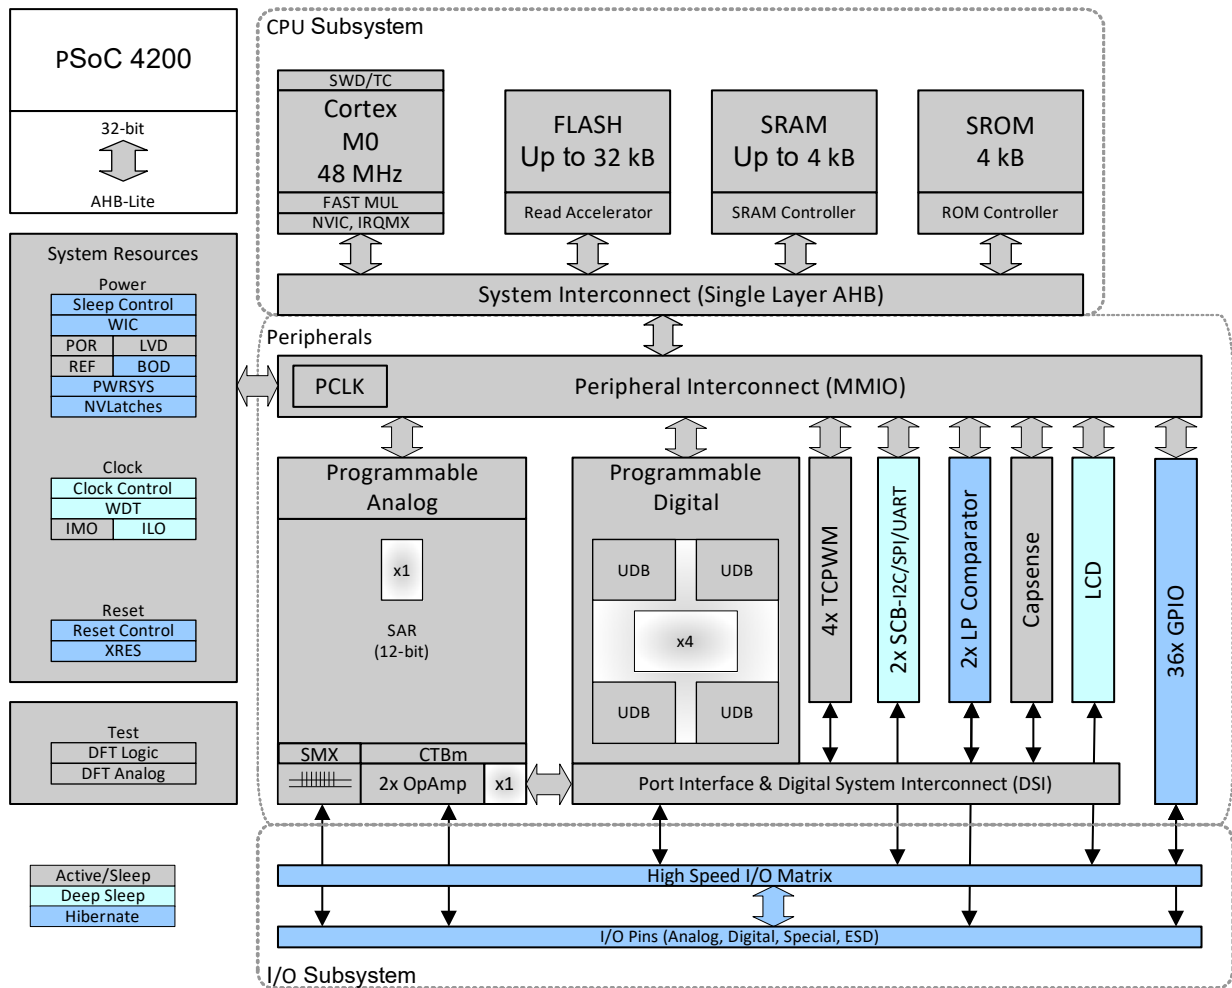 PSoC 4200
32-bit
AHB-Lite
System Resources
Power
Sleep Control
WIC
POR LVD
REF BOD
PWRSYS
NVLatches
Clock
Clock Control
WDT
IMO ILO
Reset
Reset Control
XRES
Test
DFT Logic
DFT Analog
Active/Sleep
Deep Sleep
Hibernate
CPU Subsystem
SWD/TC
Cortex
M0
48 MHz
FAST MUL
NVIC, IRQMX
FLASH
Up to 32 kB
Read Accelerator
SRAM
Up to 4 kB
SRAM Controller
SROM
4 kB
ROM Controller
System Interconnect (Single Layer AHB)
Peripherals
PCLK
Peripheral Interconnect (MMIO)
Programmable
Analog
x1
SAR
(12-bit)
SMX
CTBm
2x OpAmp
x1
Programmable
Digital
UDB UDB
x4
UDB UDB
4x TCPWM
2x SCB-I2C/SPI/UART
2x LP Comparator
Capsense
LCD
36x GPIO
Port Interface & Digital System Interconnect (DSI)
High Speed I/O Matrix
I/O Pins (Analog, Digital, Special, ESD)
I/O Subsystem